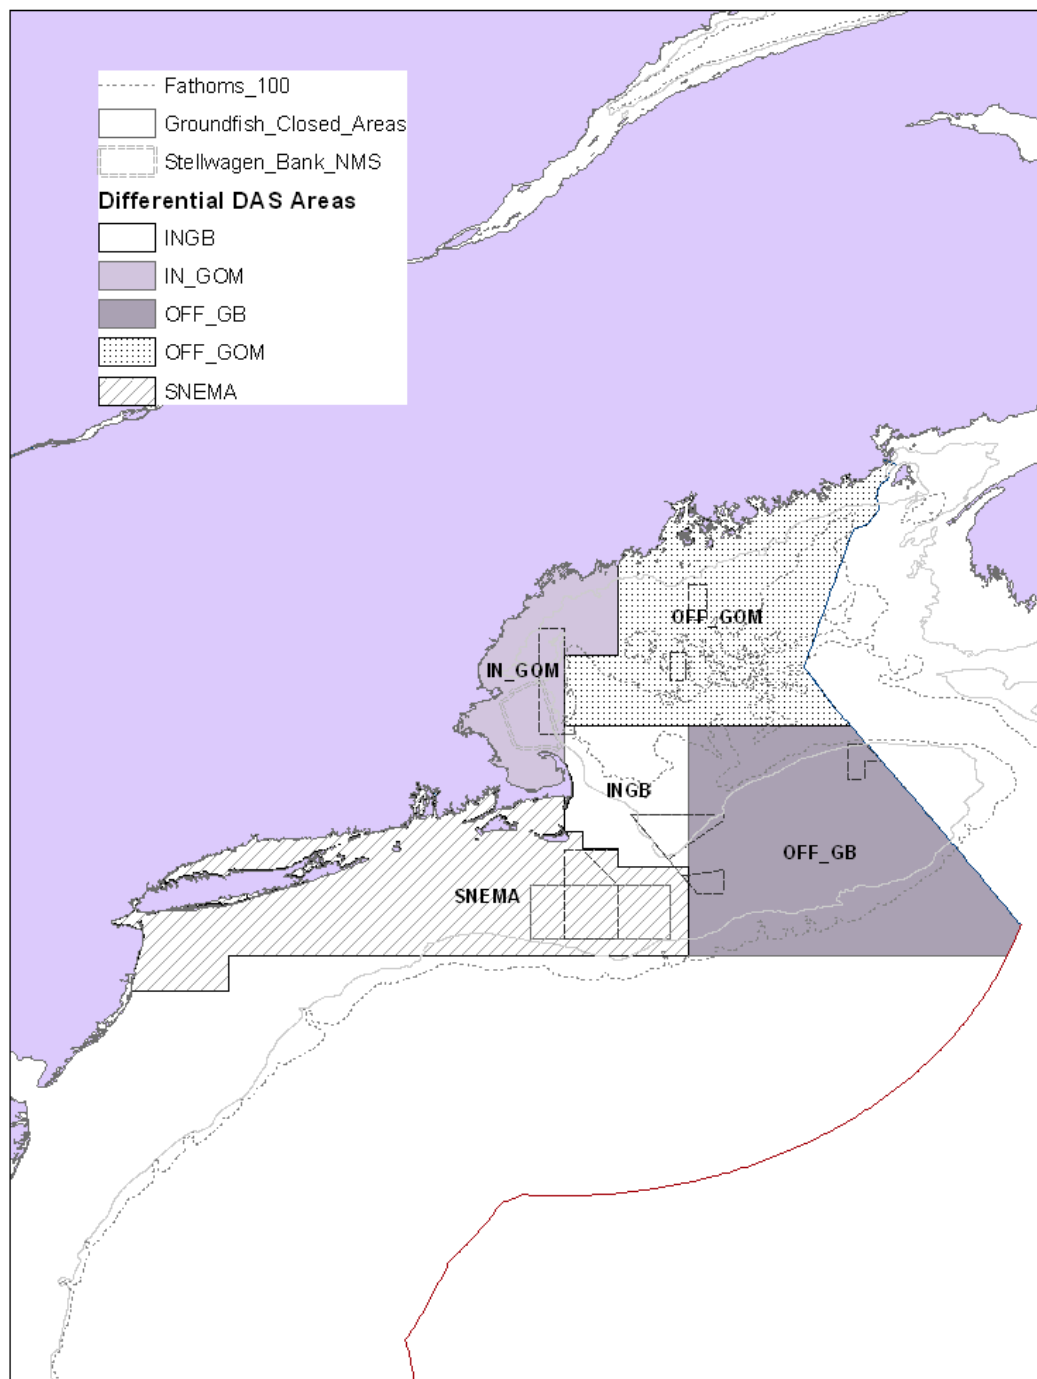 Fathoms_100
Groundfish_Closed_Areas
Stellwagen_Bank_NMS
Differential DAS Areas
INGB
IN_GOM
OFF_GB
OFF_GOM
SNEMA
OFF_GOM
IN_GOM
INGB
OFF_GB
SNEMA